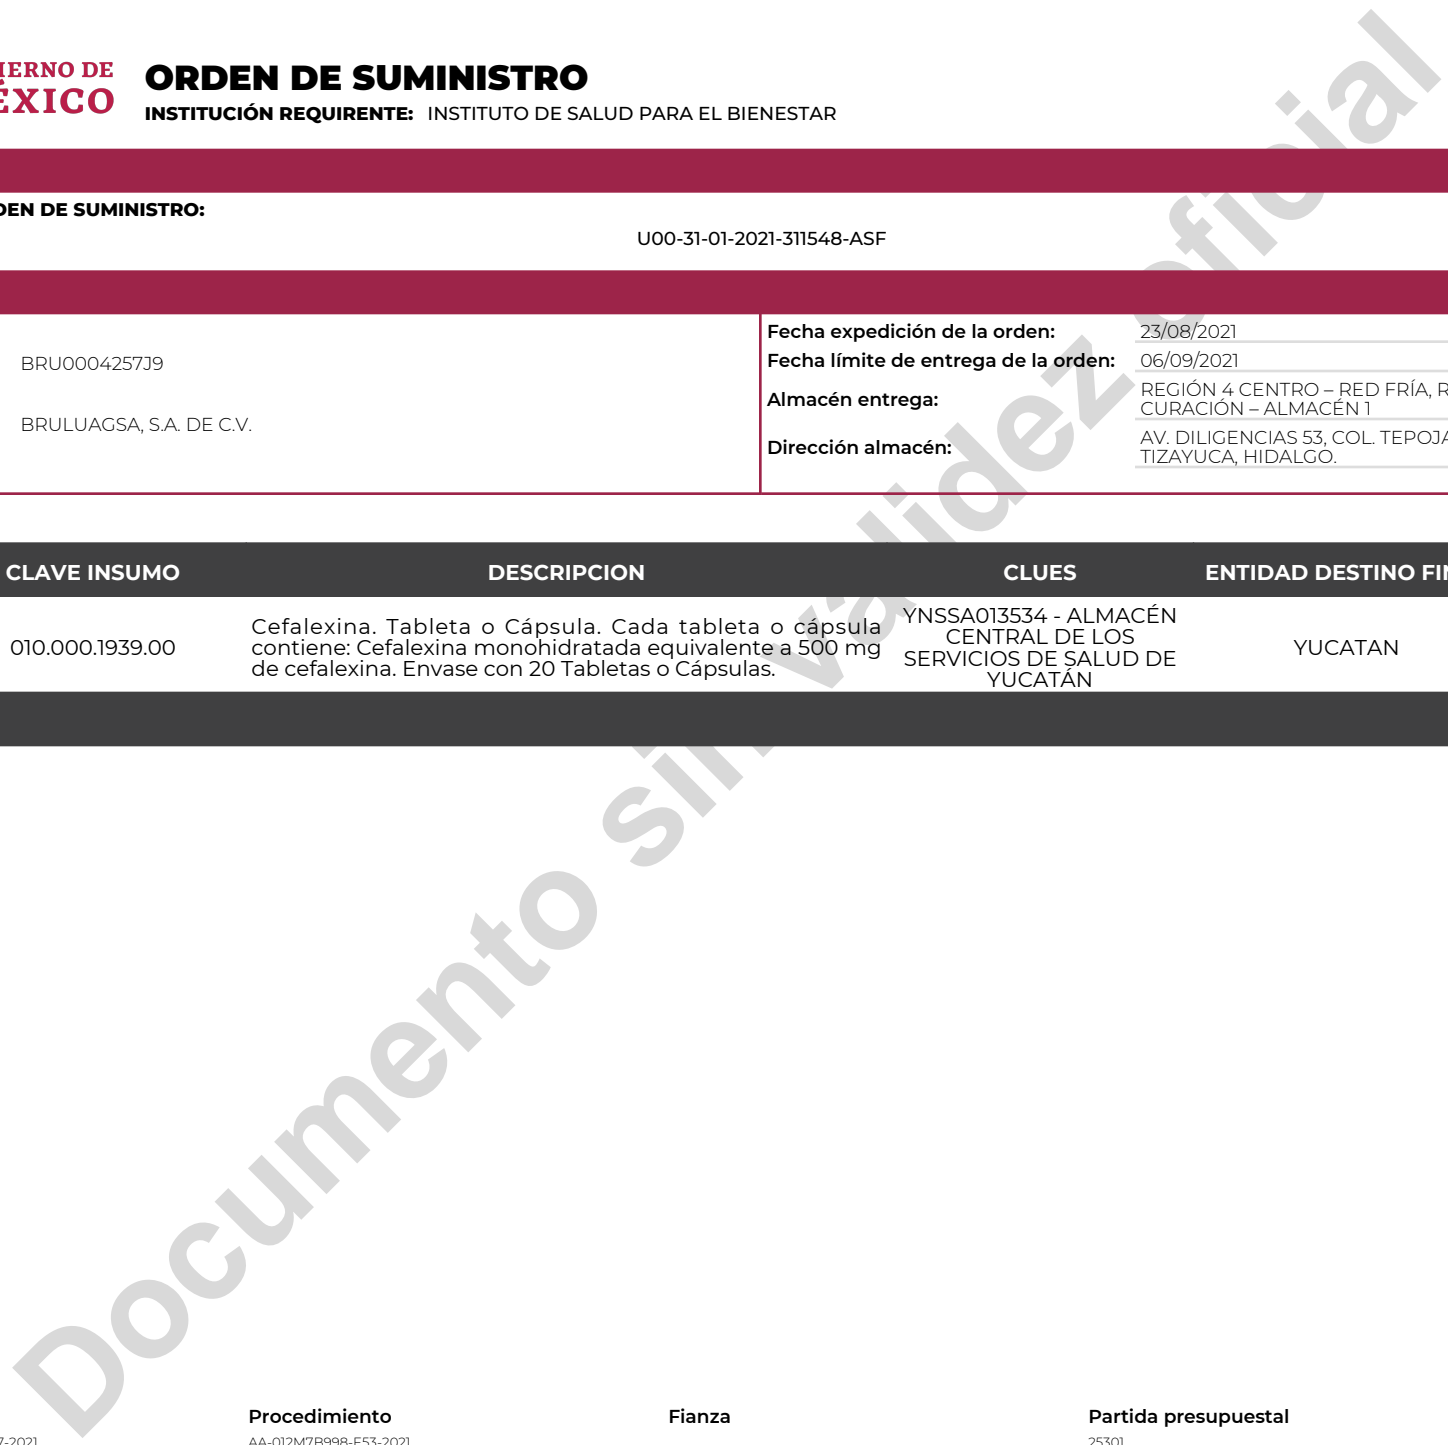 IERNO DE
ÉXICO
ORDEN DE SUMINISTRO
INSTITUCIÓN REQUIRENTE: INSTITUTO DE SALUD PARA EL BIENESTAR
DEN DE SUMINISTRO:
U00-31-01-2021-311548-ASF
BRU0004257J9
BRULUAGSA, S.A. DE C.V.
Fecha expedición de la orden: 23/08/2021
Fecha límite de entrega de la orden: 06/09/2021
Almacén entrega: REGIÓN 4 CENTRO – RED FRÍA, R
CURACIÓN – ALMACÉN 1
Dirección almacén: AV. DILIGENCIAS 53, COL. TEPOJA
TIZAYUCA, HIDALGO.
CLAVE INSUMO DESCRIPCION CLUES ENTIDAD DESTINO FIN
010.000.1939.00
Cefalexina. Tableta o Cápsula. Cada tableta o cápsula
contiene: Cefalexina monohidratada equivalente a 500 mg
de cefalexina. Envase con 20 Tabletas o Cápsulas.
YNSSA013534 - ALMACÉN
CENTRAL DE LOS
SERVICIOS DE SALUD DE
YUCATÁN
YUCATAN
Documento sin validez oficial
Procedimiento Fianza Partida presupuestal
7-2021 AA-012M7B998-E53-2021 25301